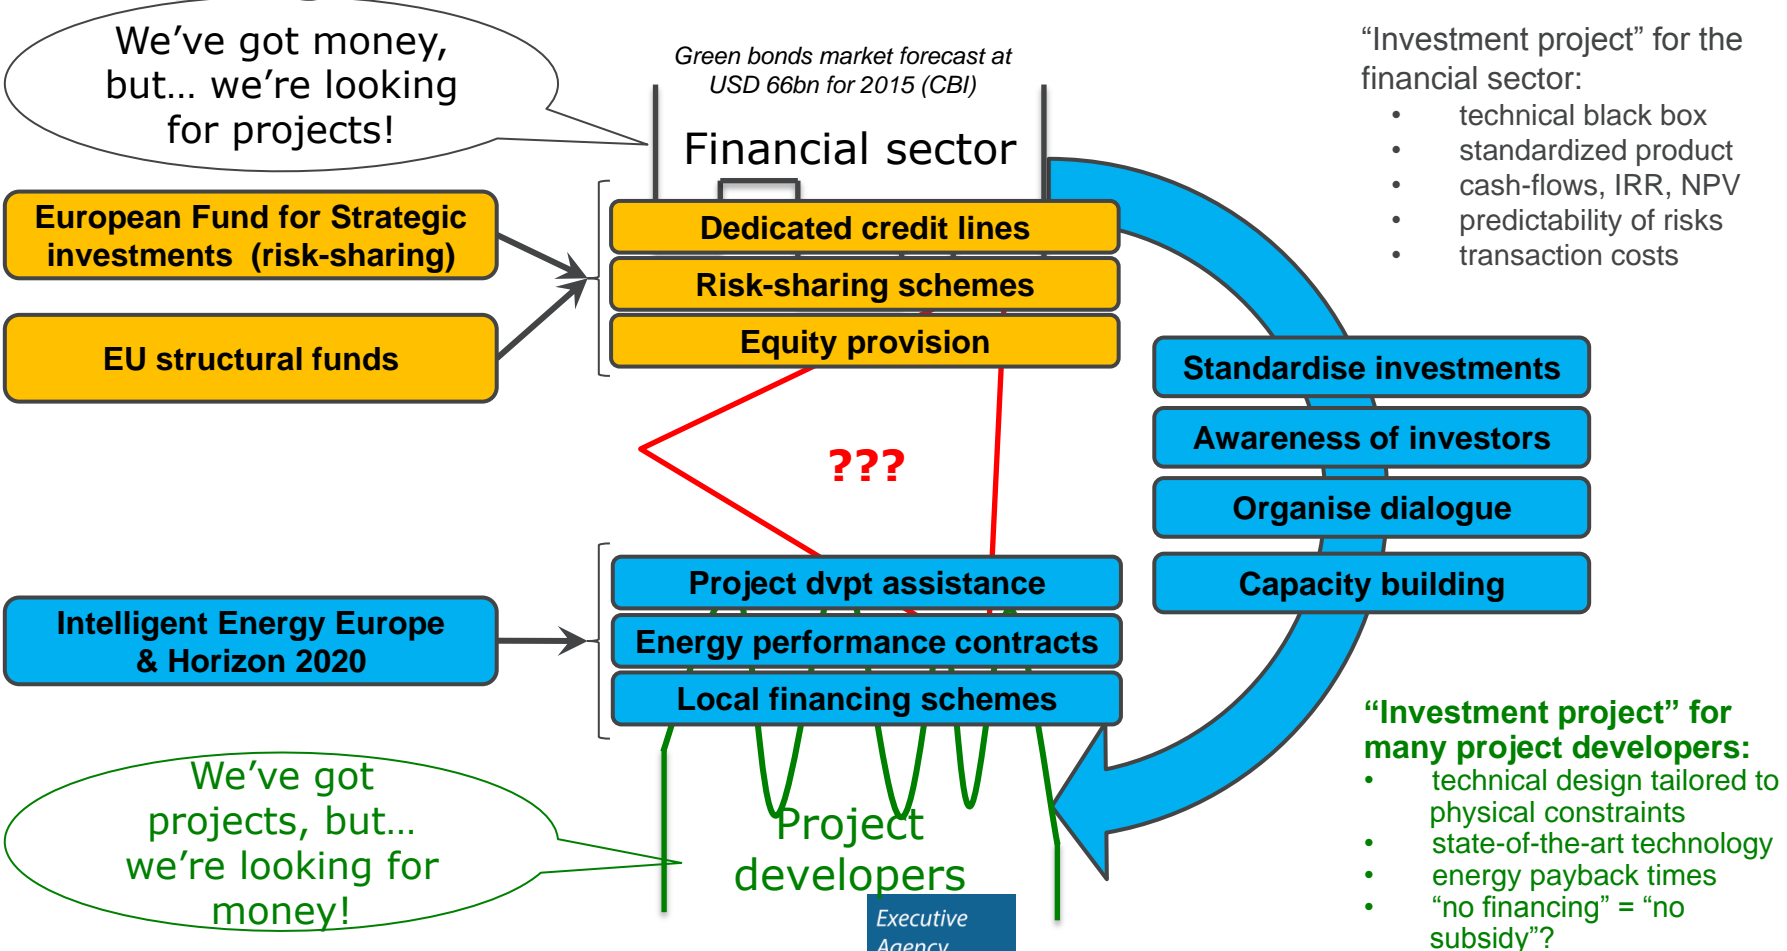 We've got money,
but... we're looking
for projects!
Green bonds market forecast at
USD 66bn for 2015 (CBI)
Financial sector
"Investment project" for the
financial sector:
• technical black box
• standardized product
• cash-flows, IRR, NPV
• predictability of risks
• transaction costs
European Fund for Strategic
investments (risk-sharing)
EU structural funds
Dedicated credit lines
Risk-sharing schemes
Equity provision
???
Standardise investments
Awareness of investors
Organise dialogue
Capacity building
Intelligent Energy Europe
& Horizon 2020
Project dvpt assistance
Energy performance contracts
Local financing schemes
We've got
projects, but...
we're looking for
money!
Project
developers
"Investment project" for
many project developers:
• technical design tailored to
physical constraints
• state-of-the-art technology
• energy payback times
• "no financing" = "no
subsidy"?
Executive
Agency